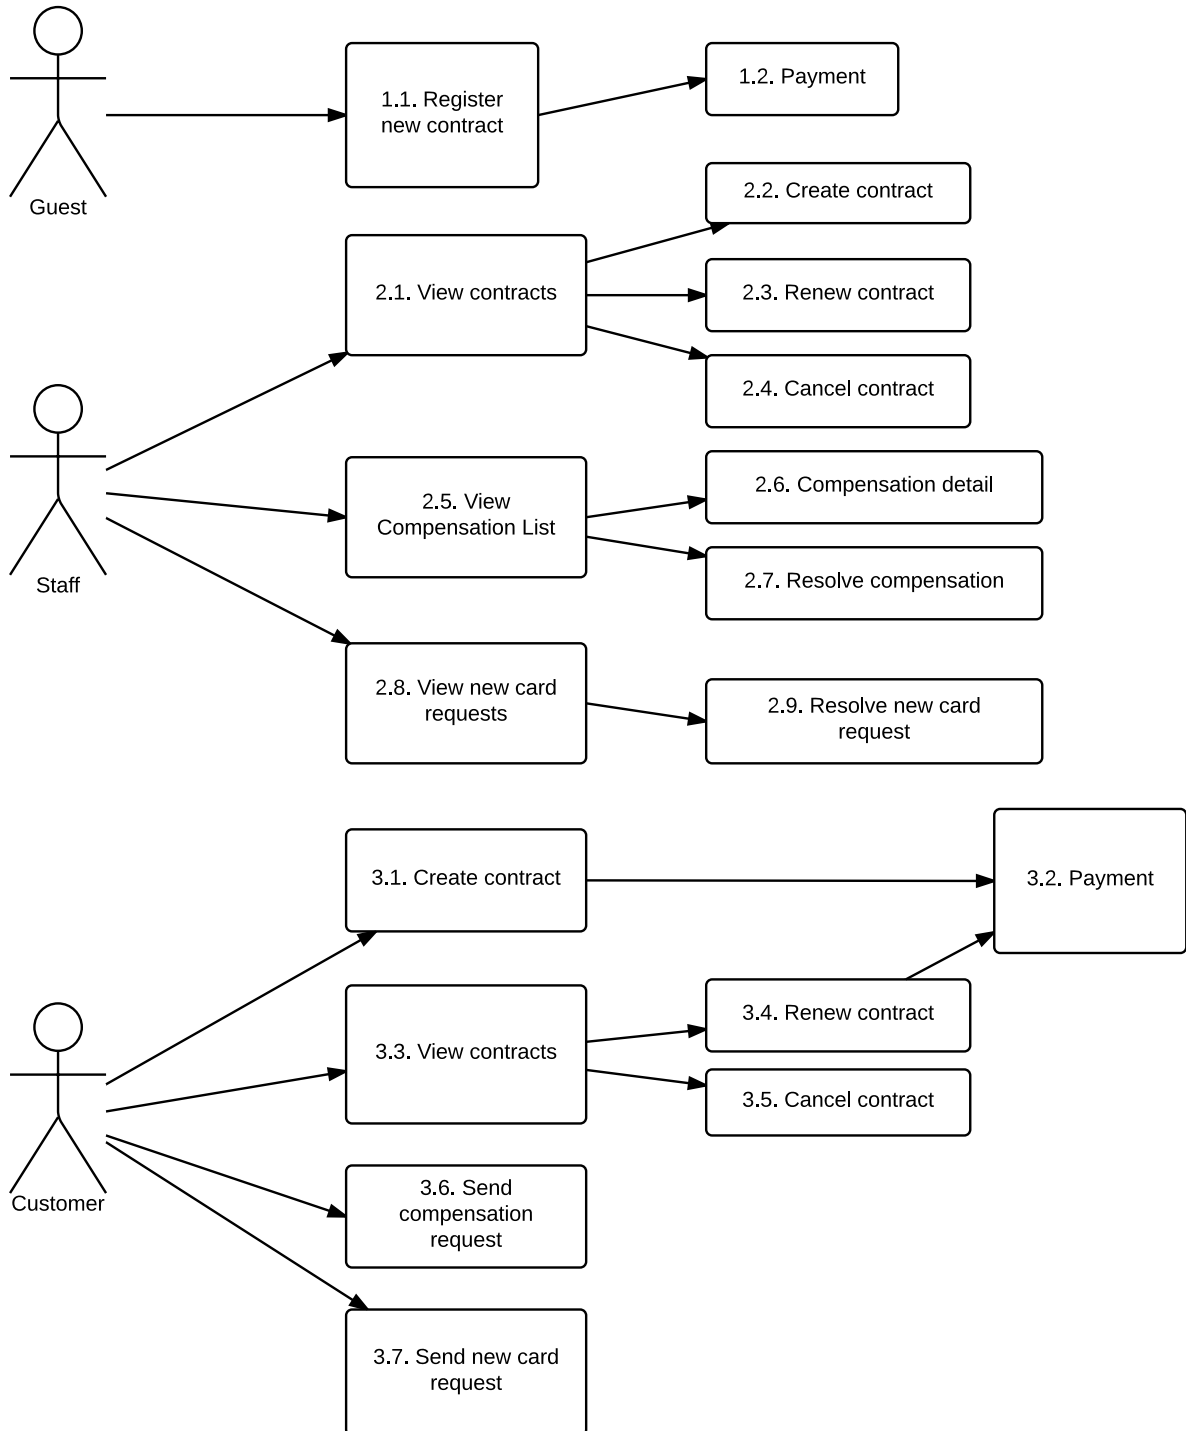 1.1. Register
new contract
1.2. Payment
Guest
2.2. Create contract
2.1. View contracts
2.3. Renew contract
2.4. Cancel contract
2.5. View
Compensation List
2.6. Compensation detail
2.7. Resolve compensation
Staff
2.8. View new card
requests
2.9. Resolve new card
request
3.1. Create contract
3.2. Payment
3.3. View contracts
3.4. Renew contract
3.5. Cancel contract
Customer
3.6. Send
compensation
request
3.7. Send new card
request